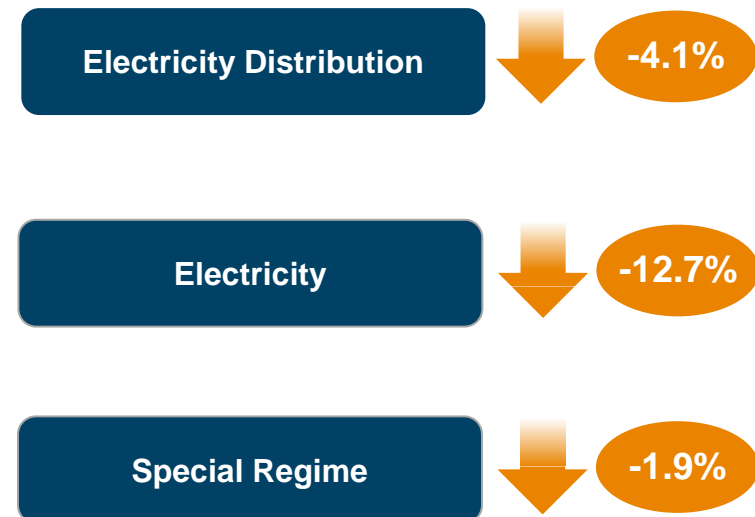 Electricity Distribution
-4.1%
Electricity
-12.7%
Special Regime
-1.9%